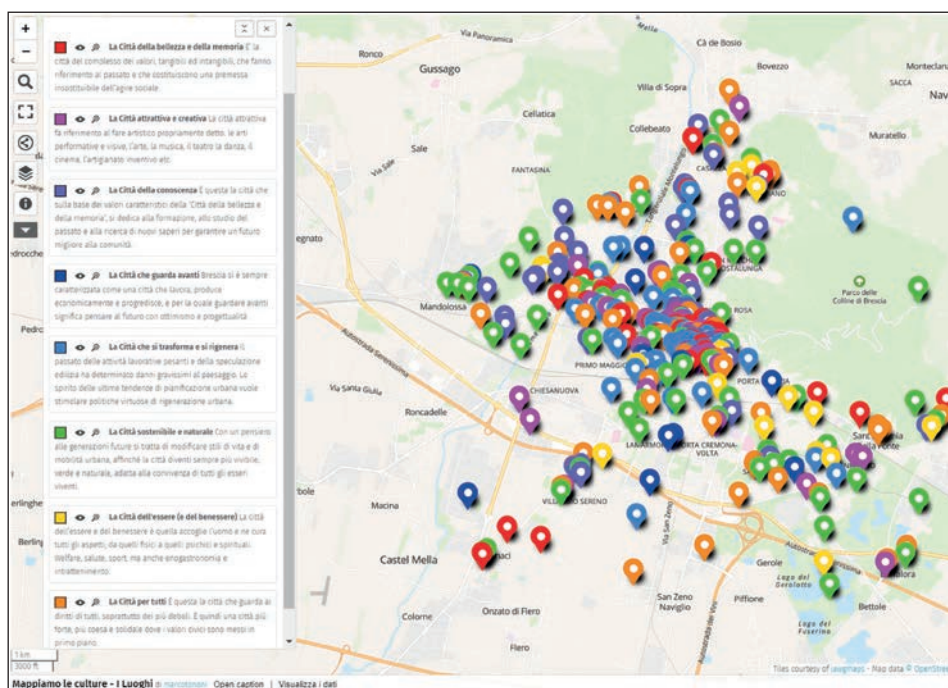 La Città della bellezza e della memoria È la
città del complesso dei valori, tangibili ed intangibili, che fanno
riferimento al passato e che costituiscono una premessa
insostituibile dell'agire sociale.
La Città attrattiva e creativa La città attrattiva
fa riferimento al fare artistico propriamente detto, le arti
performative e visive, l'arte, la musica, il teatro la danza, il
cinema, l'artigianato inventivo etc.
La Città della conoscenza È questa la città che
sulla base dei valori caratteristici della "Città della bellezza e
della memoria", si dedica alla formazione, allo studio del
passato e alla ricerca di nuovi saperi per garantire un futuro
migliore alla comunità.
La Città che guarda avanti Brescia si è sempre
caratterizzata come una città che lavora, produce
economicamente e progredisce, e per la quale guardare avanti
significa pensare al futuro con ottimismo e progettualità
La Città che si trasforma e si rigenera Il
passato delle attività lavorative pesanti e della speculazione
edilizia ha determinato danni gravissimi al paesaggio. Lo
spirito delle ultime tendenze di pianificazione urbana vuole
stimolare politiche virtuose di rigenerazione urbana.
La Città sostenibile e naturale Con un pensiero
alle generazioni future si tratta di modificare stili di vita e di
mobilità urbana, affinché la città diventi sempre più vivibile,
verde e naturale, adatta alla convivenza di tutti gli esseri
viventi.
La Città dell'essere (e del benessere) La città
dell'essere e del benessere è quella accoglie l'uomo e ne cura
tutti gli aspetti, da quelli fisici a quelli psichici e spirituali.
Welfare, salute, sport, ma anche enogastronomia e
intrattenimento.
La Città per tutti È questa la città che guarda ai
diritti di tutti, soprattutto dei più deboli. È quindi una città più
forte, più coesa e solidale dove i valori civici sono messi in
primo piano.
Via Panoramica
Cà de Bosio
Ronco
Gussago
Bovezzo
Villa di Sopra
SACCA
Cellatica
Collebeato
Muratello
Via Sale
Sale
FANTASINA
Tangenziale Montelungo
Mandolossa
Parco delle
Colline di Brescia
ROSA
Autostrada Serenissima
PRIMO MAGGIO
Via Santa Giulia
CHIESANUOVA
Roncadelle
PORTA CREMONA-
VOLTA
Macina
Via San Zeno
Castel Mella
Gerole
Lago del
Gerolotto
San Zeno
Naviglio
Piffione
Bettole
Colorne
Onzato di Flero
Lago di
Fuserina
Flero
1 km
3000 ft
Tiles courtesy of jawgmaps - Map data © OpenStre
Mappiamo le culture - I Luoghi di marcotonani Open caption | Visualizza i dati